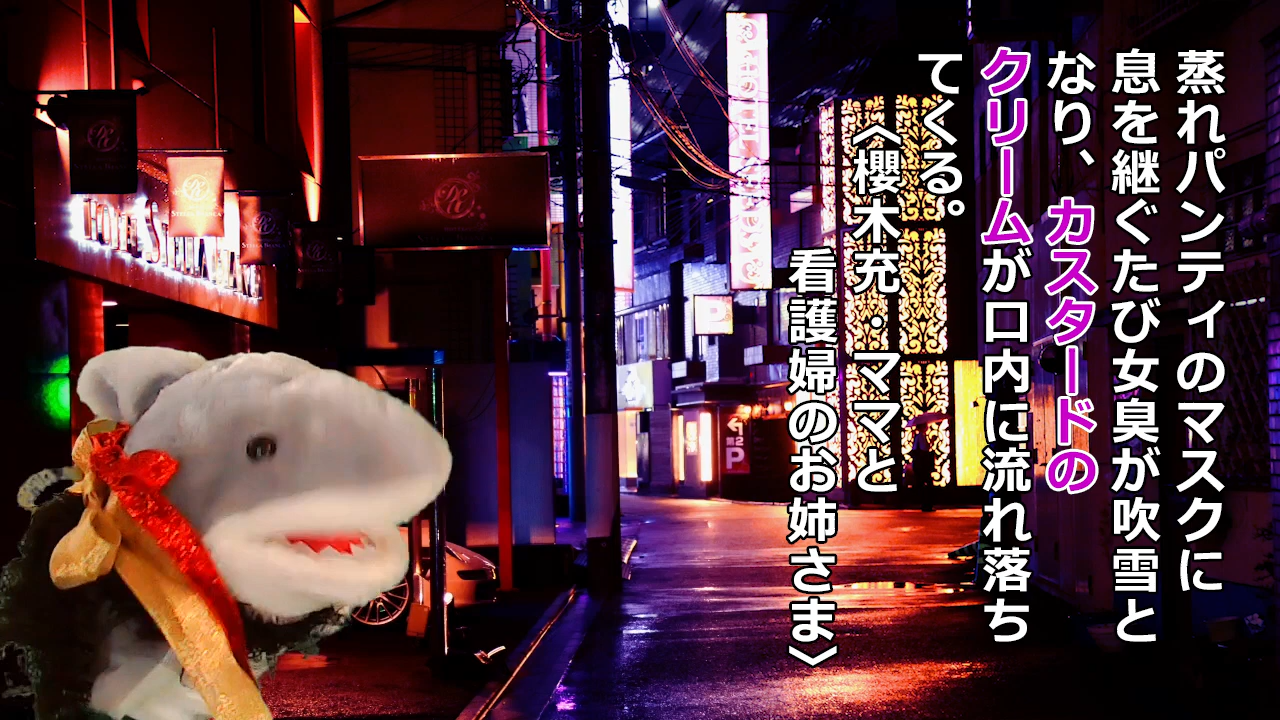 蒸れパンティのマスクに
息を継ぐたび女臭が吹雪と
なり、カスタードの
クリームが口内に流れ落ち
てくる。
〈櫻木充・ママと
看護婦のお姉さま〉
P
m2
P